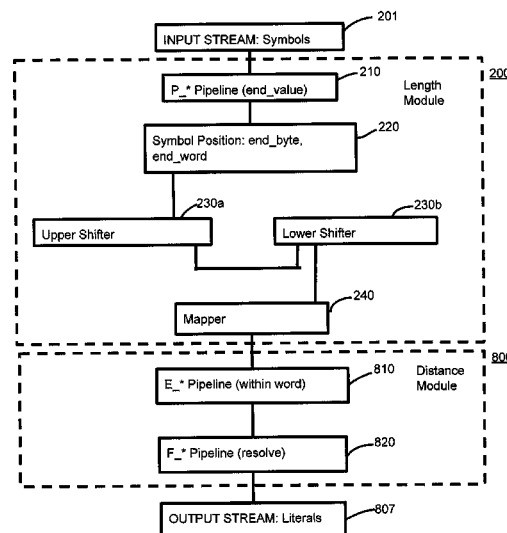 201
INPUT STREAM: Symbols
210
200
P_* Pipeline (end_value)
Length
Module
220
Symbol Position: end_byte,
end_word
230a
230b
Upper Shifter
Lower Shifter
240
Mapper
800
810
Distance
Module
E_* Pipeline (within word)
820
F_* Pipeline (resolve)
807
OUTPUT STREAM: Literals